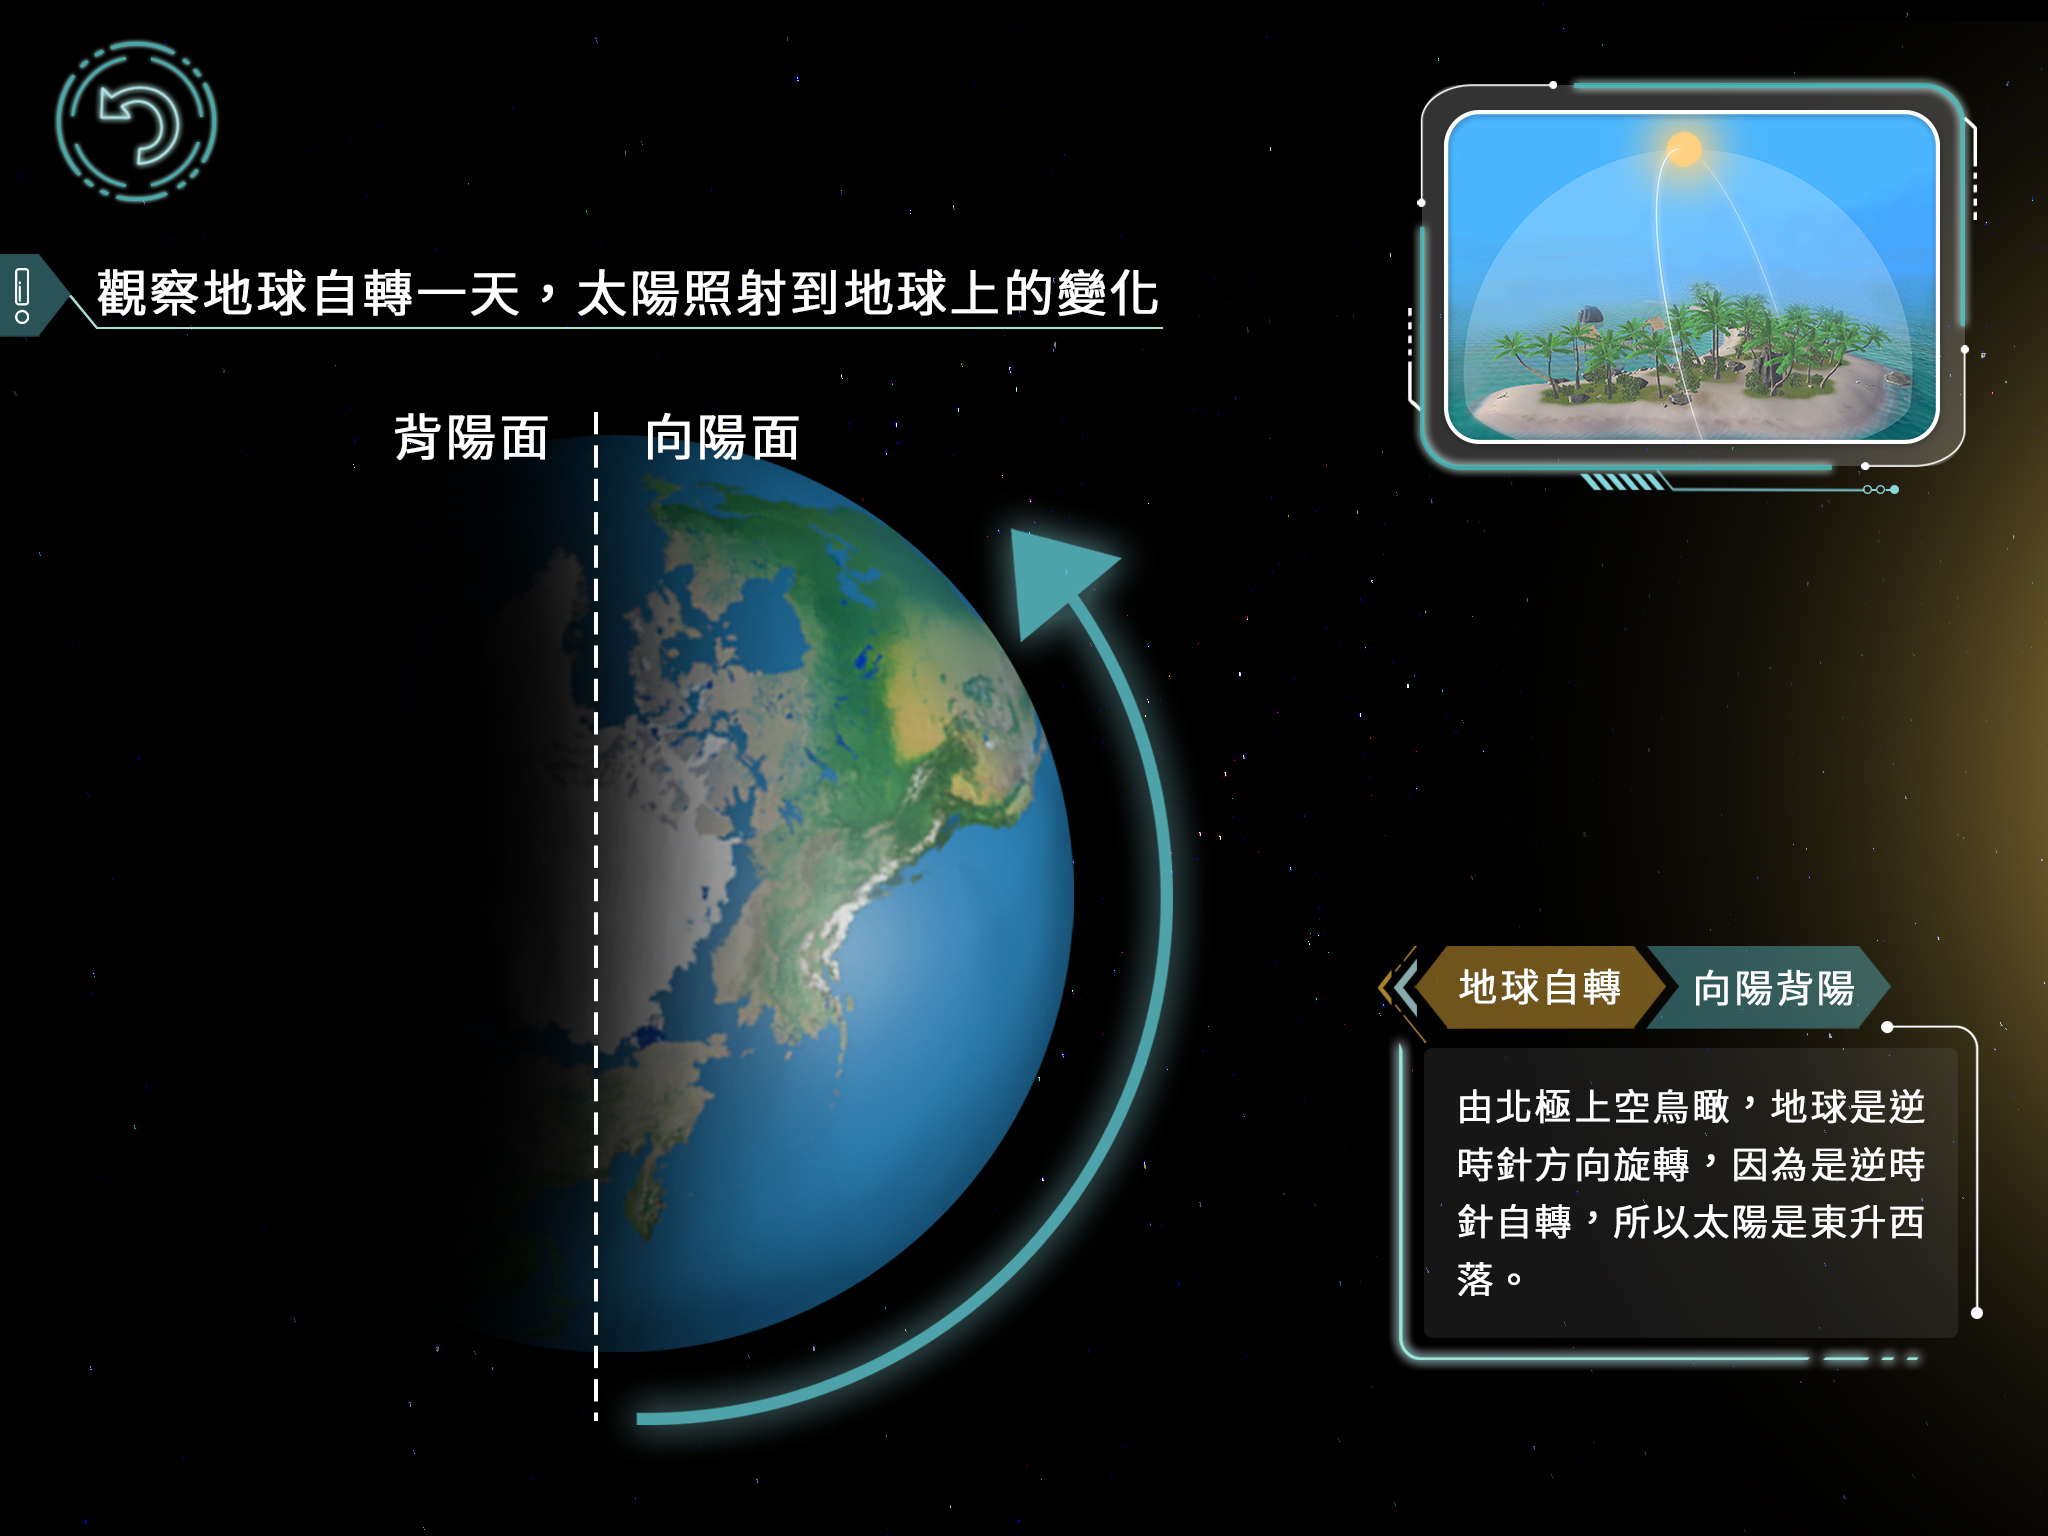 觀察地球自轉一天，太陽照射到地球上的變化
背陽面
向陽面
地球自轉
向陽背陽
由北極上空鳥瞰，地球是逆
時針方向旋轉，因為是逆時
針自轉，所以太陽是東升西
落。